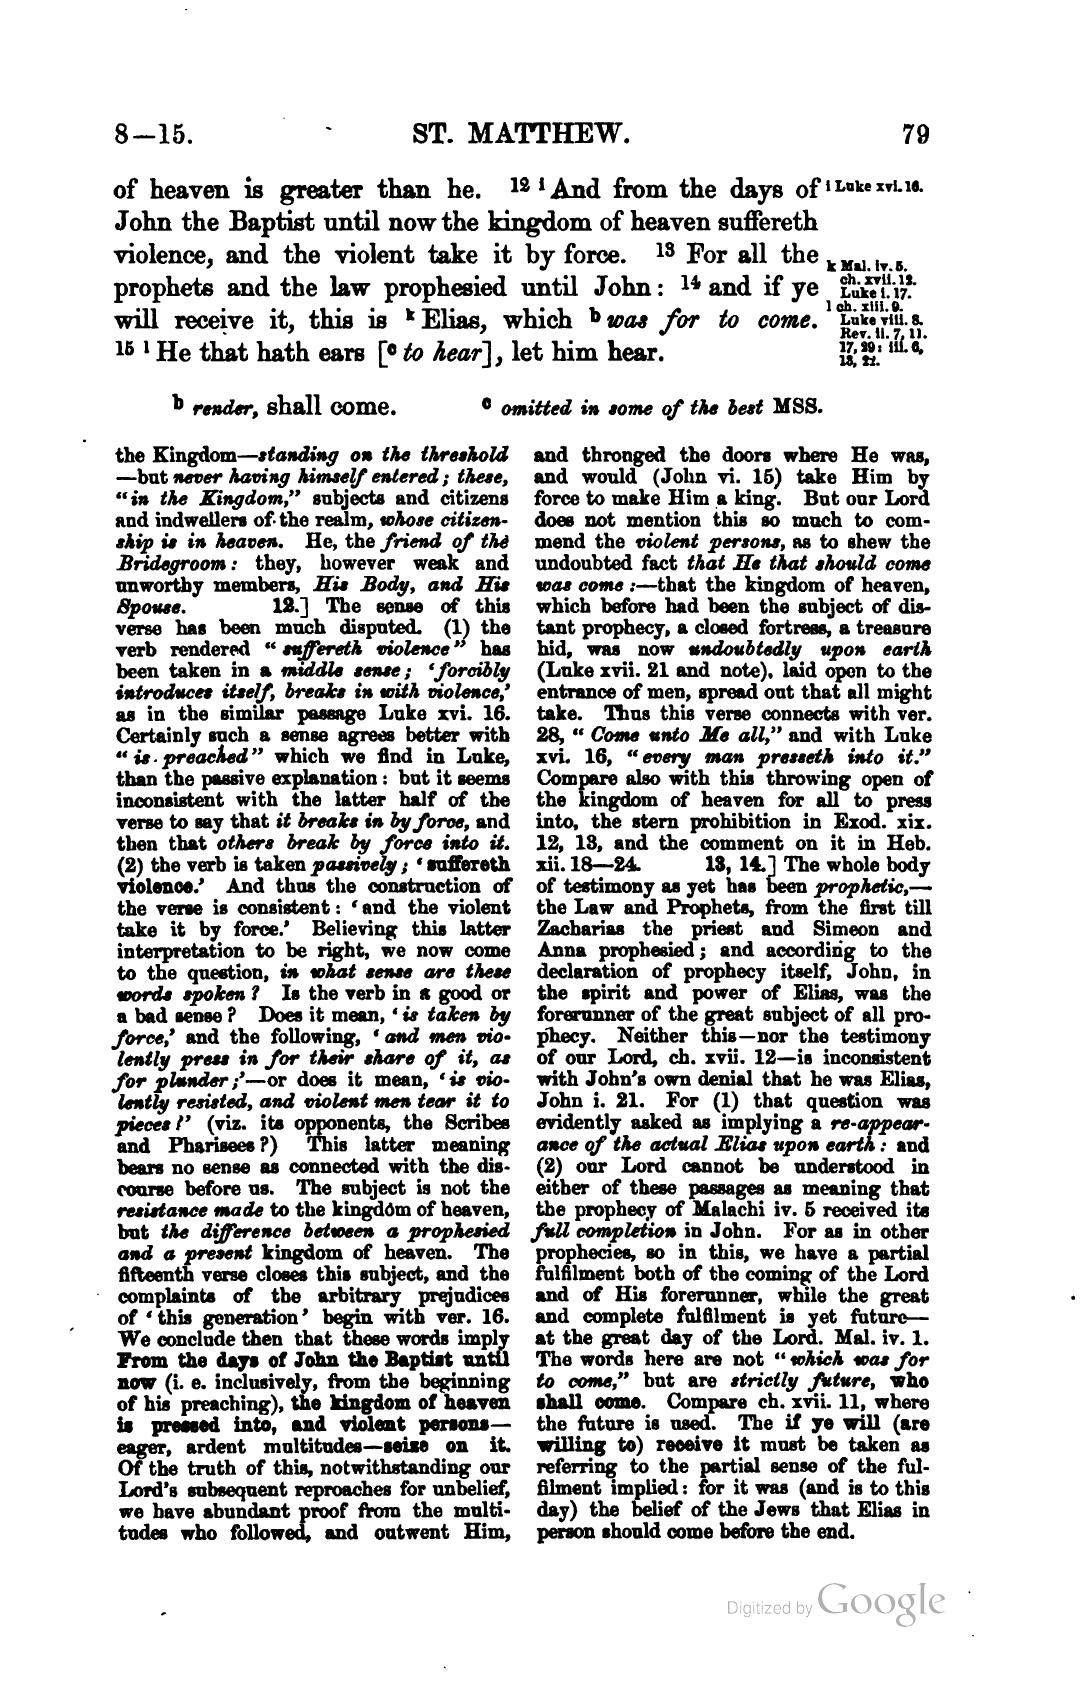 8—15. ST. MATTHEW. 79
of heaven is greater than he. 12 i And from the days of
John the Baptist until now the kingdom of heaven suffereth
violence, and the violent take it by force. 13 For all the
prophets and the law prophesied until John: 14 and if ye
will receive it, this is k Elias, which b was for to come.
15 l He that hath ears [c to hear], let him hear.
i Luke xvi. 16.
k Mal. iv. 5.
ch. xvii. 12.
Luke i. 17.
l ch. xiii. 9.
Luke viii. 8.
Rev. ii. 7, 11.
17, 29: iii. 6,
13, 22.
b render, shall come. c omitted in some of the best MSS.
the Kingdom—standing on the threshold
—but never having himself entered; these,
“in the Kingdom,” subjects and citizens
and indwellers of the realm, whose citizen-
ship is in heaven. He, the friend of the
Bridegroom: they, however weak and
unworthy members, His Body, and His
Spouse. 12.] The sense of this
verse has been much disputed. (1) the
verb rendered “suffereth violence” has
been taken in a middle sense; ‘forcibly
introduces itself, breaks in with violence,’
as in the similar passage Luke xvi. 16.
Certainly such a sense agrees better with
“is preached” which we find in Luke,
than the passive explanation: but it seems
inconsistent with the latter half of the
verse to say that it breaks in by force, and
then that others break by force into it.
(2) the verb is taken passively; ‘suffereth
violence.’ And thus the construction of
the verse is consistent: ‘and the violent
take it by force.’ Believing this latter
interpretation to be right, we now come
to the question, in what sense are these
words spoken? Is the verb in a good or
a bad sense? Does it mean, ‘is taken by
force,’ and the following, ‘and men vio-
lently press in for their share of it, as
for plunder;’—or does it mean, ‘is vio-
lently resisted, and violent men tear it to
pieces?’ (viz. its opponents, the Scribes
and Pharisees?) This latter meaning
bears no sense as connected with the dis-
course before us. The subject is not the
resistance made to the kingdom of heaven,
but the difference between a prophesied
and a present kingdom of heaven. The
fifteenth verse closes this subject, and the
complaints of the arbitrary prejudices
of ‘this generation’ begin with ver. 16.
We conclude then that these words imply
From the days of John the Baptist until
now (i. e. inclusively, from the beginning
of his preaching), the kingdom of heaven
is pressed into, and violent persons—
eager, ardent multitudes—seize on it.
Of the truth of this, notwithstanding our
Lord's subsequent reproaches for unbelief,
we have abundant proof from the multi-
tudes who followed, and outwent Him,
and thronged the doors where He was,
and would (John vi. 15) take Him by
force to make Him a king. But our Lord
does not mention this so much to com-
mend the violent persons, as to shew the
undoubted fact that He that should come
was come:—that the kingdom of heaven,
which before had been the subject of dis-
tant prophecy, a closed fortress, a treasure
hid, was now undoubtedly upon earth
(Luke xvii. 21 and note), laid open to the
entrance of men, spread out that all might
take. Thus this verse connects with ver.
28, “Come unto Me all,” and with Luke
xvi. 16, “every man presseth into it.”
Compare also with this throwing open of
the kingdom of heaven for all to press
into, the stern prohibition in Exod. xix.
12, 13, and the comment on it in Heb.
xii. 18—24. 13, 14.] The whole body
of testimony as yet has been prophetic,—
the Law and Prophets, from the first till
Zacharias the priest and Simeon and
Anna prophesied; and according to the
declaration of prophecy itself, John, in
the spirit and power of Elias, was the
forerunner of the great subject of all pro-
phecy. Neither this—nor the testimony
of our Lord, ch. xvii. 12—is inconsistent
with John's own denial that he was Elias,
John i. 21. For (1) that question was
evidently asked as implying a re-appear-
ance of the actual Elias upon earth: and
(2) our Lord cannot be understood in
either of these passages as meaning that
the prophecy of Malachi iv. 5 received its
full completion in John. For as in other
prophecies, so in this, we have a partial
fulfilment both of the coming of the Lord
and of His forerunner, while the great
and complete fulfilment is yet future—
at the great day of the Lord. Mal. iv. 1.
The words here are not “which was for
to come,” but are strictly future, who
shall come. Compare ch. xvii. 11, where
the future is used. The if ye will (are
willing to) receive it must be taken as
referring to the partial sense of the ful-
filment implied: for it was (and is to this
day) the belief of the Jews that Elias in
person should come before the end.
Digitized by Google